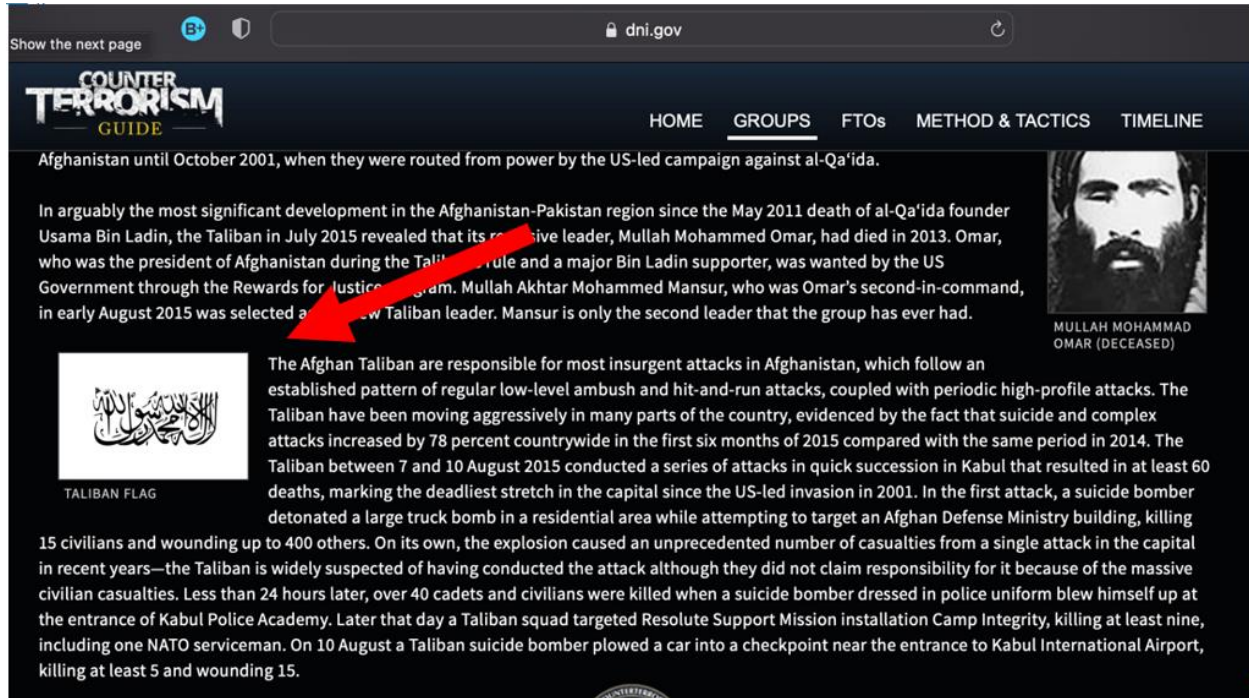 Show the next page
B+
dni.gov
COUNTER
TERRORISM
GUIDE
HOME GROUPS FTOs METHOD & TACTICS TIMELINE
Afghanistan until October 2001, when they were routed from power by the US-led campaign against al-Qa‘ida.
In arguably the most significant development in the Afghanistan-Pakistan region since the May 2011 death of al-Qa‘ida founder
Usama Bin Ladin, the Taliban in July 2015 revealed that its sive leader, Mullah Mohammed Omar, had died in 2013. Omar,
who was the president of Afghanistan during the rule and a major Bin Ladin supporter, was wanted by the US
Government through the Rewards for Justice Mullah Akhtar Mohammed Mansur, who was Omar's second-in-command,
in early August 2015 was selected Taliban leader. Mansur is only the second leader that the group has ever had.
MULLAH MOHAMMAD
OMAR (DECEASED)
لا إله إلا الله محمد رسول الله
TALIBAN FLAG
The Afghan Taliban are responsible for most insurgent attacks in Afghanistan, which follow an
established pattern of regular low-level ambush and hit-and-run attacks, coupled with periodic high-profile attacks. The
Taliban have been moving aggressively in many parts of the country, evidenced by the fact that suicide and complex
attacks increased by 78 percent countrywide in the first six months of 2015 compared with the same period in 2014. The
Taliban between 7 and 10 August 2015 conducted a series of attacks in quick succession in Kabul that resulted in at least 60
deaths, marking the deadliest stretch in the capital since the US-led invasion in 2001. In the first attack, a suicide bomber
detonated a large truck bomb in a residential area while attempting to target an Afghan Defense Ministry building, killing
15 civilians and wounding up to 400 others. On its own, the explosion caused an unprecedented number of casualties from a single attack in the capital
in recent years—the Taliban is widely suspected of having conducted the attack although they did not claim responsibility for it because of the massive
civilian casualties. Less than 24 hours later, over 40 cadets and civilians were killed when a suicide bomber dressed in police uniform blew himself up at
the entrance of Kabul Police Academy. Later that day a Taliban squad targeted Resolute Support Mission installation Camp Integrity, killing at least nine,
including one NATO serviceman. On 10 August a Taliban suicide bomber plowed a car into a checkpoint near the entrance to Kabul International Airport,
killing at least 5 and wounding 15.